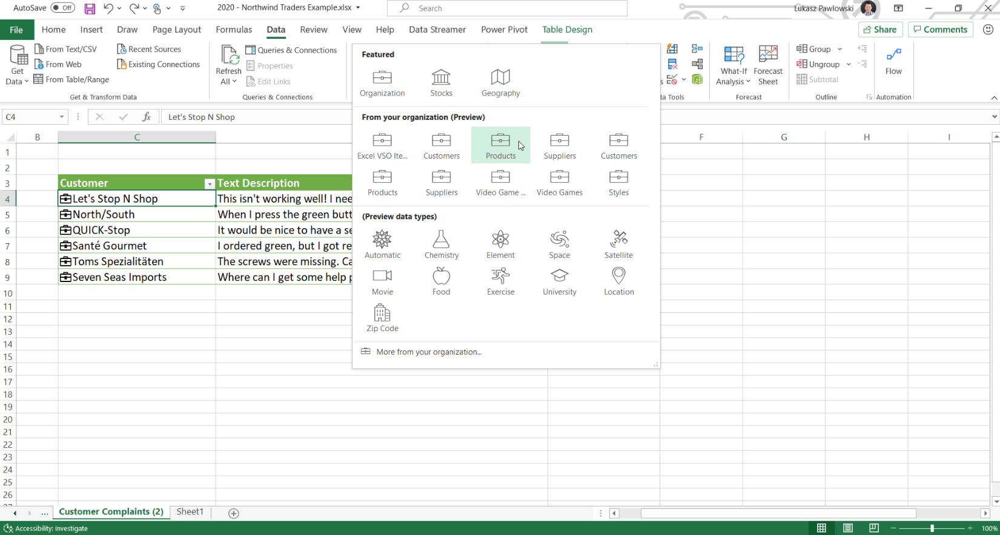 AutoSave Off 2020 - Northwind Traders Example.xlsx Search Lukasz Pawlowski
File Home Insert Draw Page Layout Formulas Data Review View Help Data Streamer Power Pivot Table Design Share Comments
Get Data
From Text/CSV
From Web
From Table/Range
Recent Sources
Existing Connections
Get & Transform Data
Refresh All
Queries & Connections
Properties
Edit Links
Queries & Connections
s
ta Tools
What-If Analysis
Forecast Sheet
Forecast
Group
Ungroup
Subtotal
Outline
Flow
Automation
Featured
Organization Stocks Geography
From your organization (Preview)
Excel VSO Ite... Customers Products Suppliers Customers
Products Suppliers Video Game ... Video Games Styles
(Preview data types)
Automatic Chemistry Element Space Satellite
Movie Food Exercise University Location
Zip Code
More from your organization...
C4 fx Let's Stop N Shop
B C F G H I
1
2
3 Customer Text Description
4 Let's Stop N Shop This isn't working well! I nee
5 North/South When I press the green butt
6 QUICK-Stop It would be nice to have a se
7 Santé Gourmet I ordered green, but I got re
8 Toms Spezialitäten The screws were missing. Ca
9 Seven Seas Imports Where can I get some help p
10
11
12
13
14
15
16
17
18
19
20
21
22
23
24
25
26
27
... Customer Complaints (2) Sheet1
Accessibility: Investigate 100%